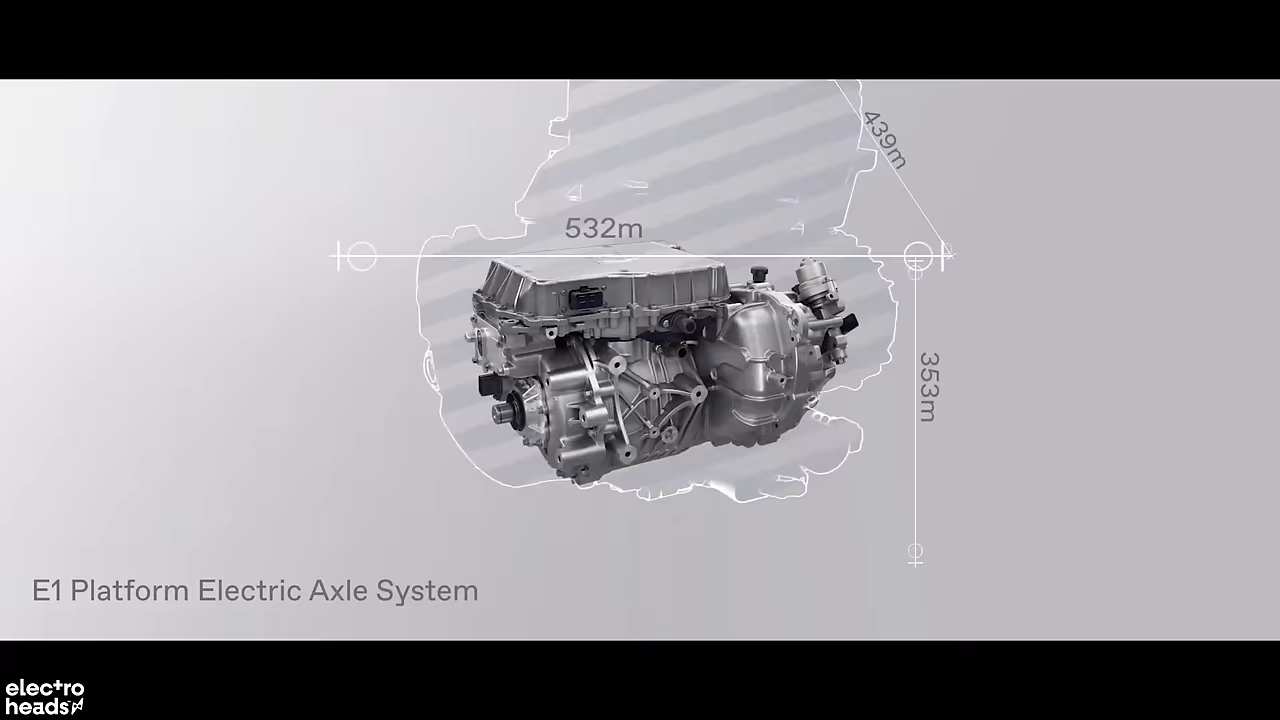 439m
532m
353m
E1 Platform Electric Axle System
electro
heads